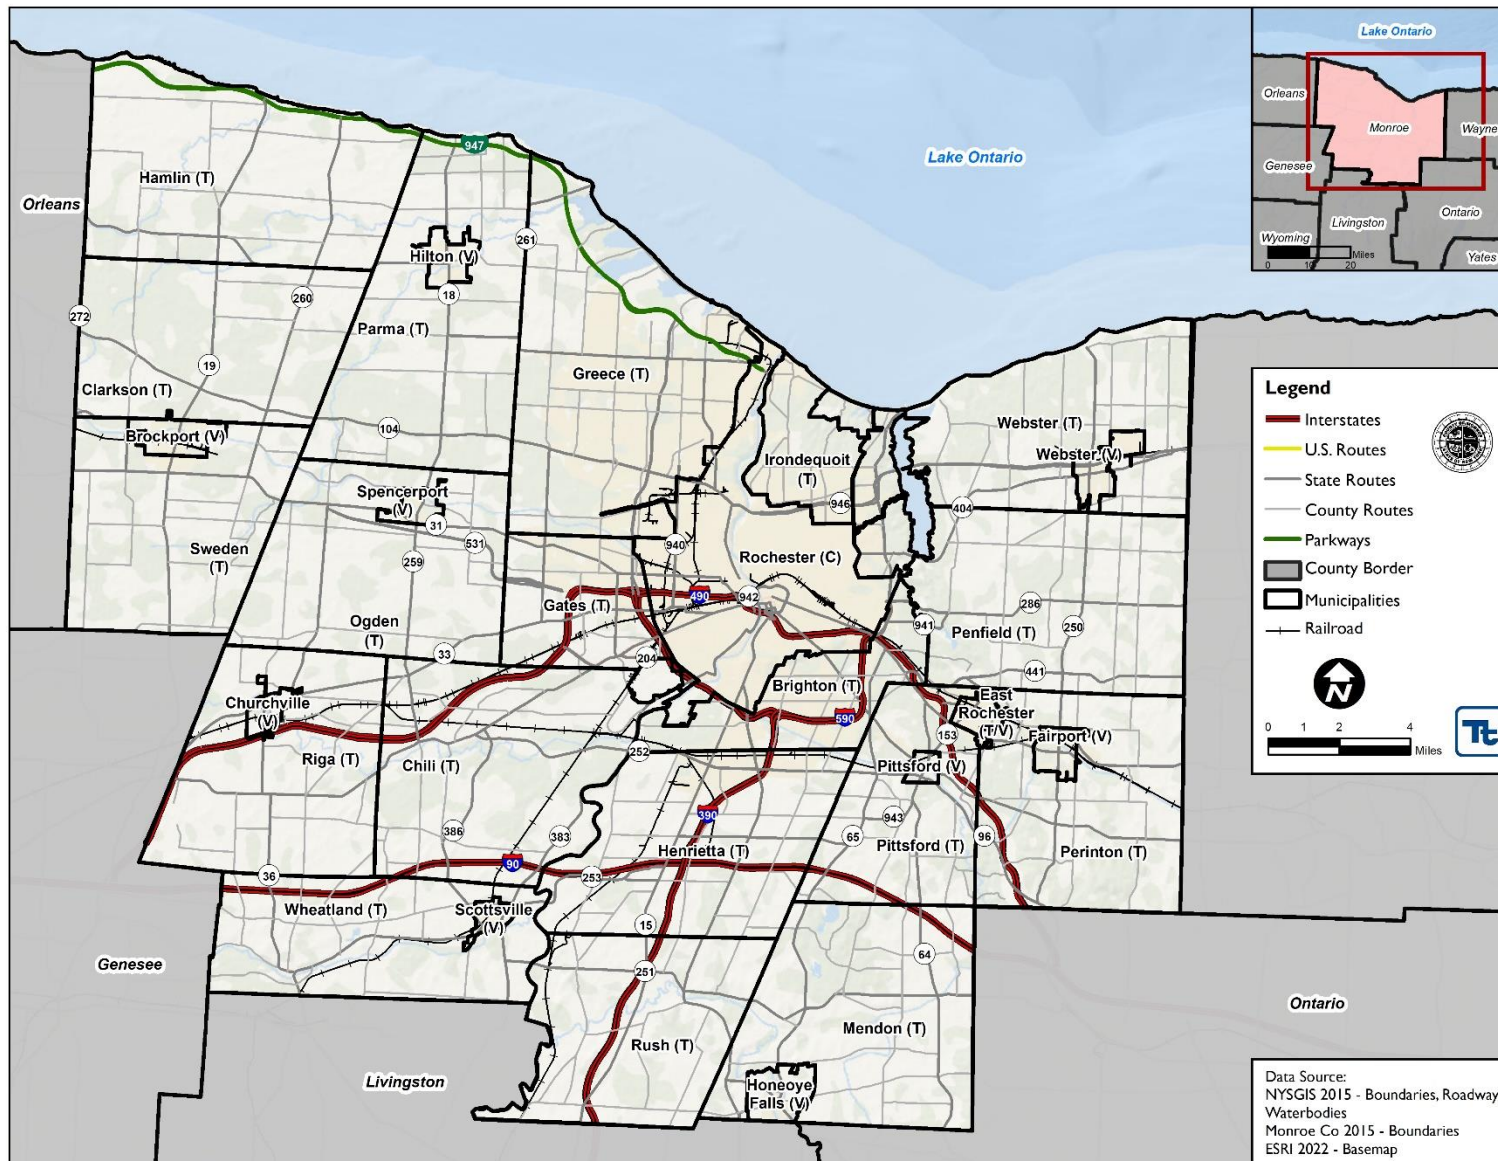 Lake Ontario
Orleans
Monroe
Wayne
Genesee
Livingston
Ontario
Wyoming
Yates
0 10 20 Miles
947
Lake Ontario
Hamlin (T)
Orleans
261
Hilton (V)
18
260
272
Parma (T)
19
Greece (T)
Clarkson (T)
104
Brockport (V)
Webster (T)
Webster (V)
Irondequoit
(T)
946
404
Spencerport
(V)
31
531
259
Sweden
(T)
940
Rochester (C)
490
942
Gates (T)
286
250
941
Penfield (T)
Ogden
(T)
33
204
441
Brighton (T)
590
East
Rochester
(T/V)
153
Fairport (V)
Churchville
(V)
252
Riga (T)
Chili (T)
Pittsford (V)
390
943
386
383
65
96
Henrietta (T)
Pittsford (T)
Perinton (T)
90
36
253
Wheatland (T)
Scottsville
(V)
15
64
251
Genesee
Ontario
Mendon (T)
Rush (T)
Livingston
Honeoye
Falls (V)
Legend
Interstates
U.S. Routes
State Routes
County Routes
Parkways
County Border
Municipalities
Railroad
N
0 1 2 4
Miles
Tt
Data Source:
NYSGIS 2015 - Boundaries, Roadway
Waterbodies
Monroe Co 2015 - Boundaries
ESRI 2022 - Basemap